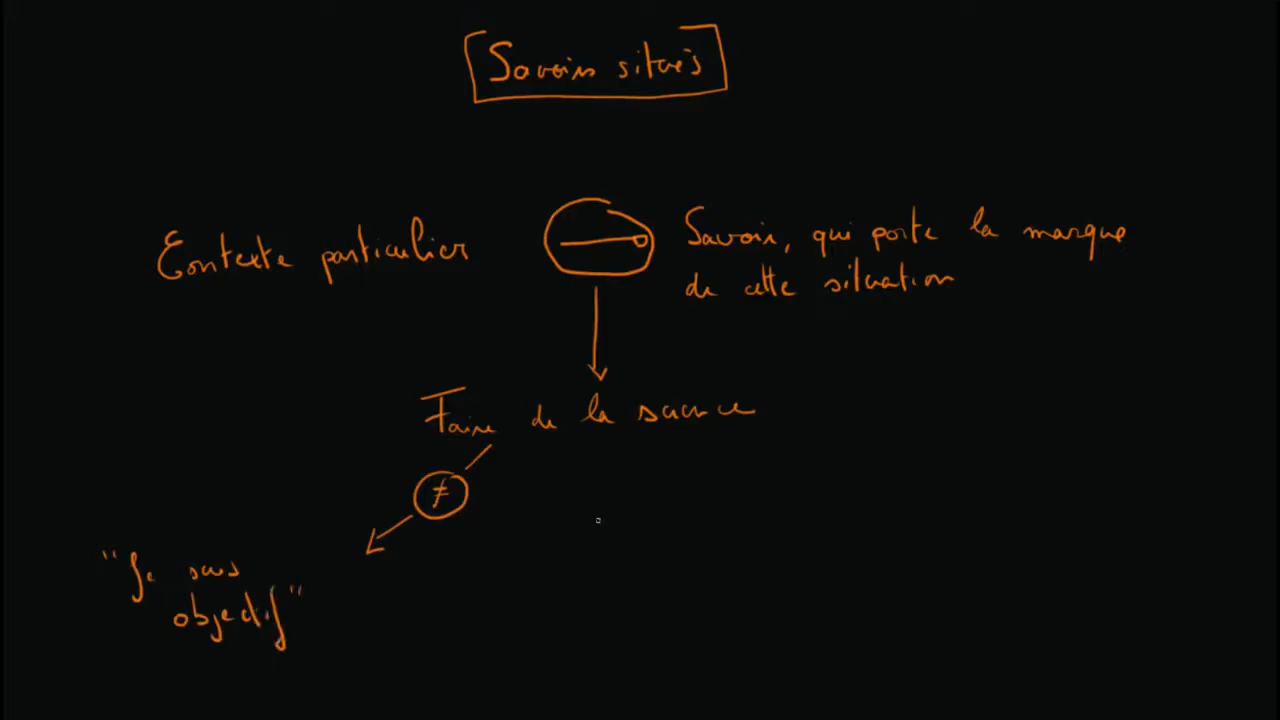 Savoirs situés
Contexte particulier
Savoir, qui porte la marque
de cette situation
Faire de la science
≠
"Je suis
objectif"